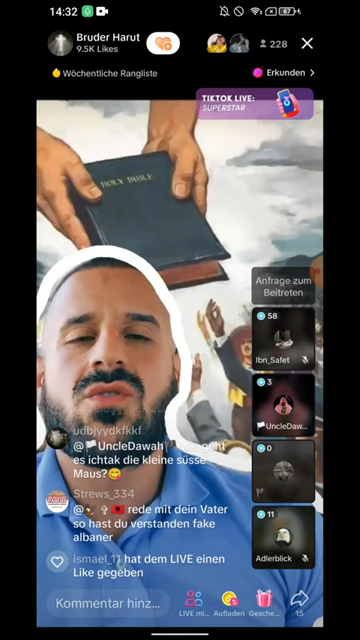 14:32
67
Bruder Harut
9.5K Likes
228
Wöchentliche Rangliste
Erkunden
TIKTOK LIVE:
SUPERSTAR
HOLY BIBLE
Anfrage zum
Beitreten
58
Ibn_Safet
3
UncleDaw...
0
11
Adlerblick
udbjyydkfkkf
@🏳UncleDawah geht
es ichtak die kleine süsse
Maus?😋
Strews_334
@🦅✞🇦🇱 rede mit dein Vater
so hast du verstanden fake
albaner
ismael_11 hat dem LIVE einen
Like gegeben
Kommentar hinz...
LIVE mi...
Aufladen
Gesche...
15